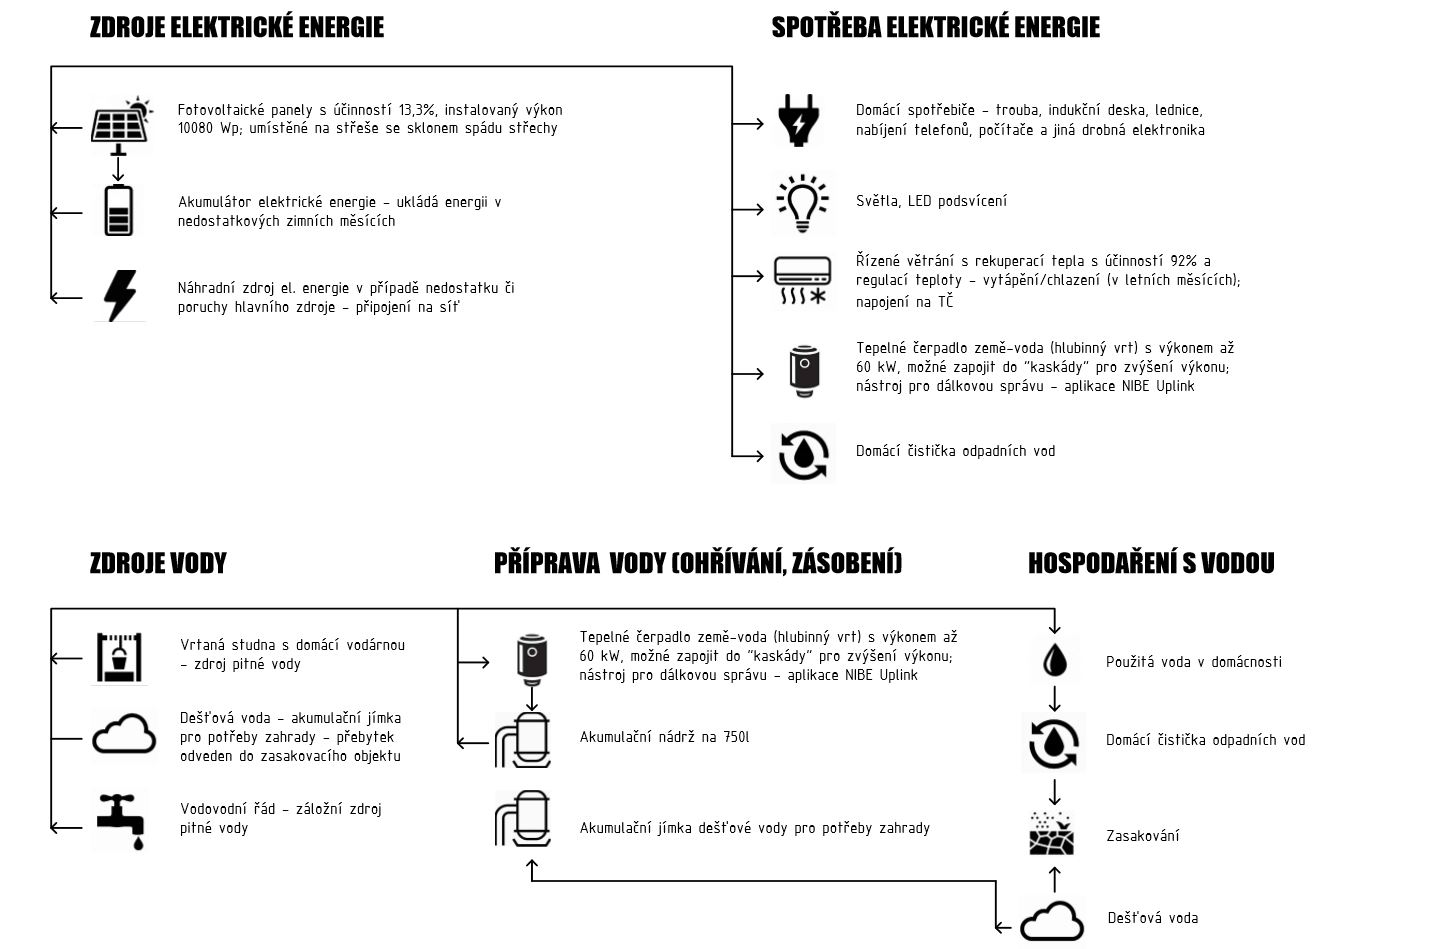 ZDROJE ELEKTRICKÉ ENERGIE
Fotovoltaické panely s účinností 13,3%, instalovaný výkon
10080 Wp; umístěné na střeše se sklonem spádu střechy
Akumulátor elektrické energie – ukládá energii v
nedostatkových zimních měsících
Náhradní zdroj el. energie v případě nedostatku či
poruchy hlavního zdroje – připojení na síť
SPOTŘEBA ELEKTRICKÉ ENERGIE
Domácí spotřebiče – trouba, indukční deska, lednice,
nabíjení telefonů, počítače a jiná drobná elektronika
Světla, LED podsvícení
Řízené větrání s rekuperací tepla s účinností 92% a
regulací teploty – vytápění/chlazení (v letních měsících);
napojení na TČ
Tepelné čerpadlo země-voda (hlubinný vrt) s výkonem až
60 kW, možné zapojit do "kaskády" pro zvýšení výkonu;
nástroj pro dálkovou správu – aplikace NIBE Uplink
Domácí čistička odpadních vod
ZDROJE VODY
Vrtaná studna s domácí vodárnou
– zdroj pitné vody
Dešťová voda – akumulační jímka
pro potřeby zahrady – přebytek
odveden do zasakovacího objektu
Vodovodní řád – záložní zdroj
pitné vody
PŘÍPRAVA VODY (OHŘÍVÁNÍ, ZÁSOBENÍ)
Tepelné čerpadlo země-voda (hlubinný vrt) s výkonem až
60 kW, možné zapojit do "kaskády" pro zvýšení výkonu;
nástroj pro dálkovou správu – aplikace NIBE Uplink
Akumulační nádrž na 750l
Akumulační jímka dešťové vody pro potřeby zahrady
HOSPODAŘENÍ S VODOU
Použitá voda v domácnosti
Domácí čistička odpadních vod
Zasakování
Dešťová voda